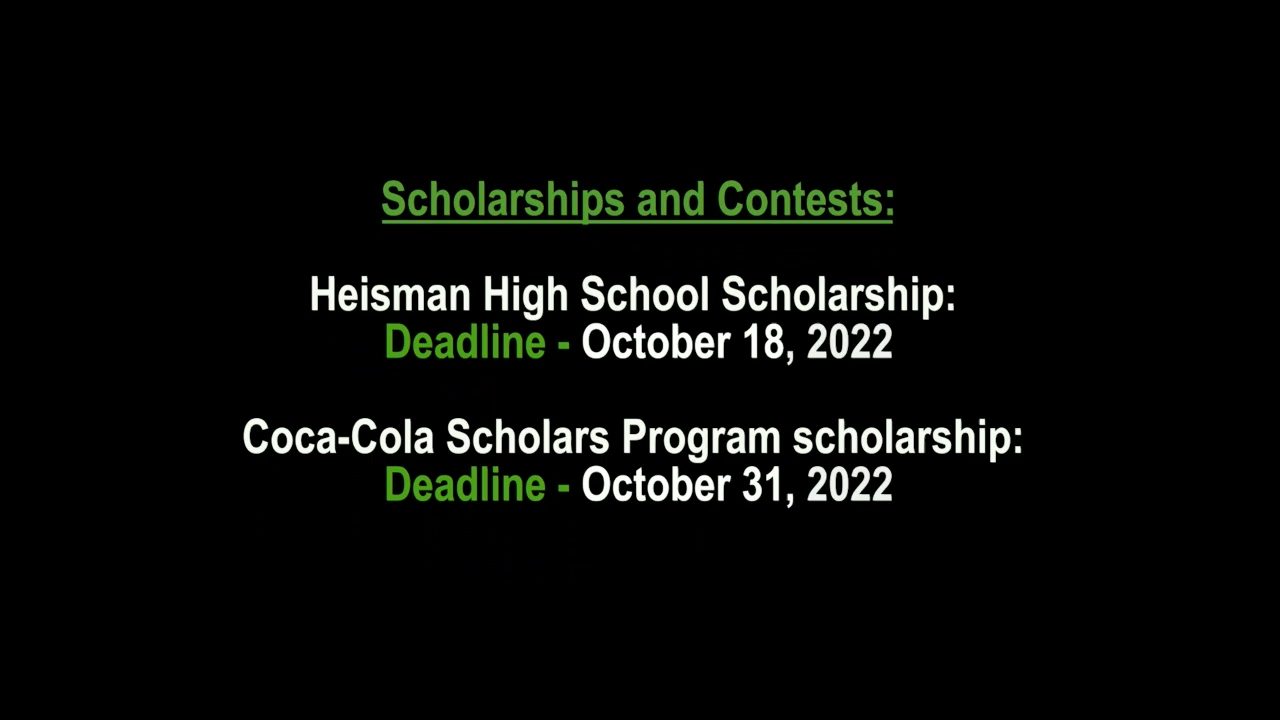 Scholarships and Contests:
Heisman High School Scholarship:
Deadline - October 18, 2022
Coca-Cola Scholars Program scholarship:
Deadline - October 31, 2022